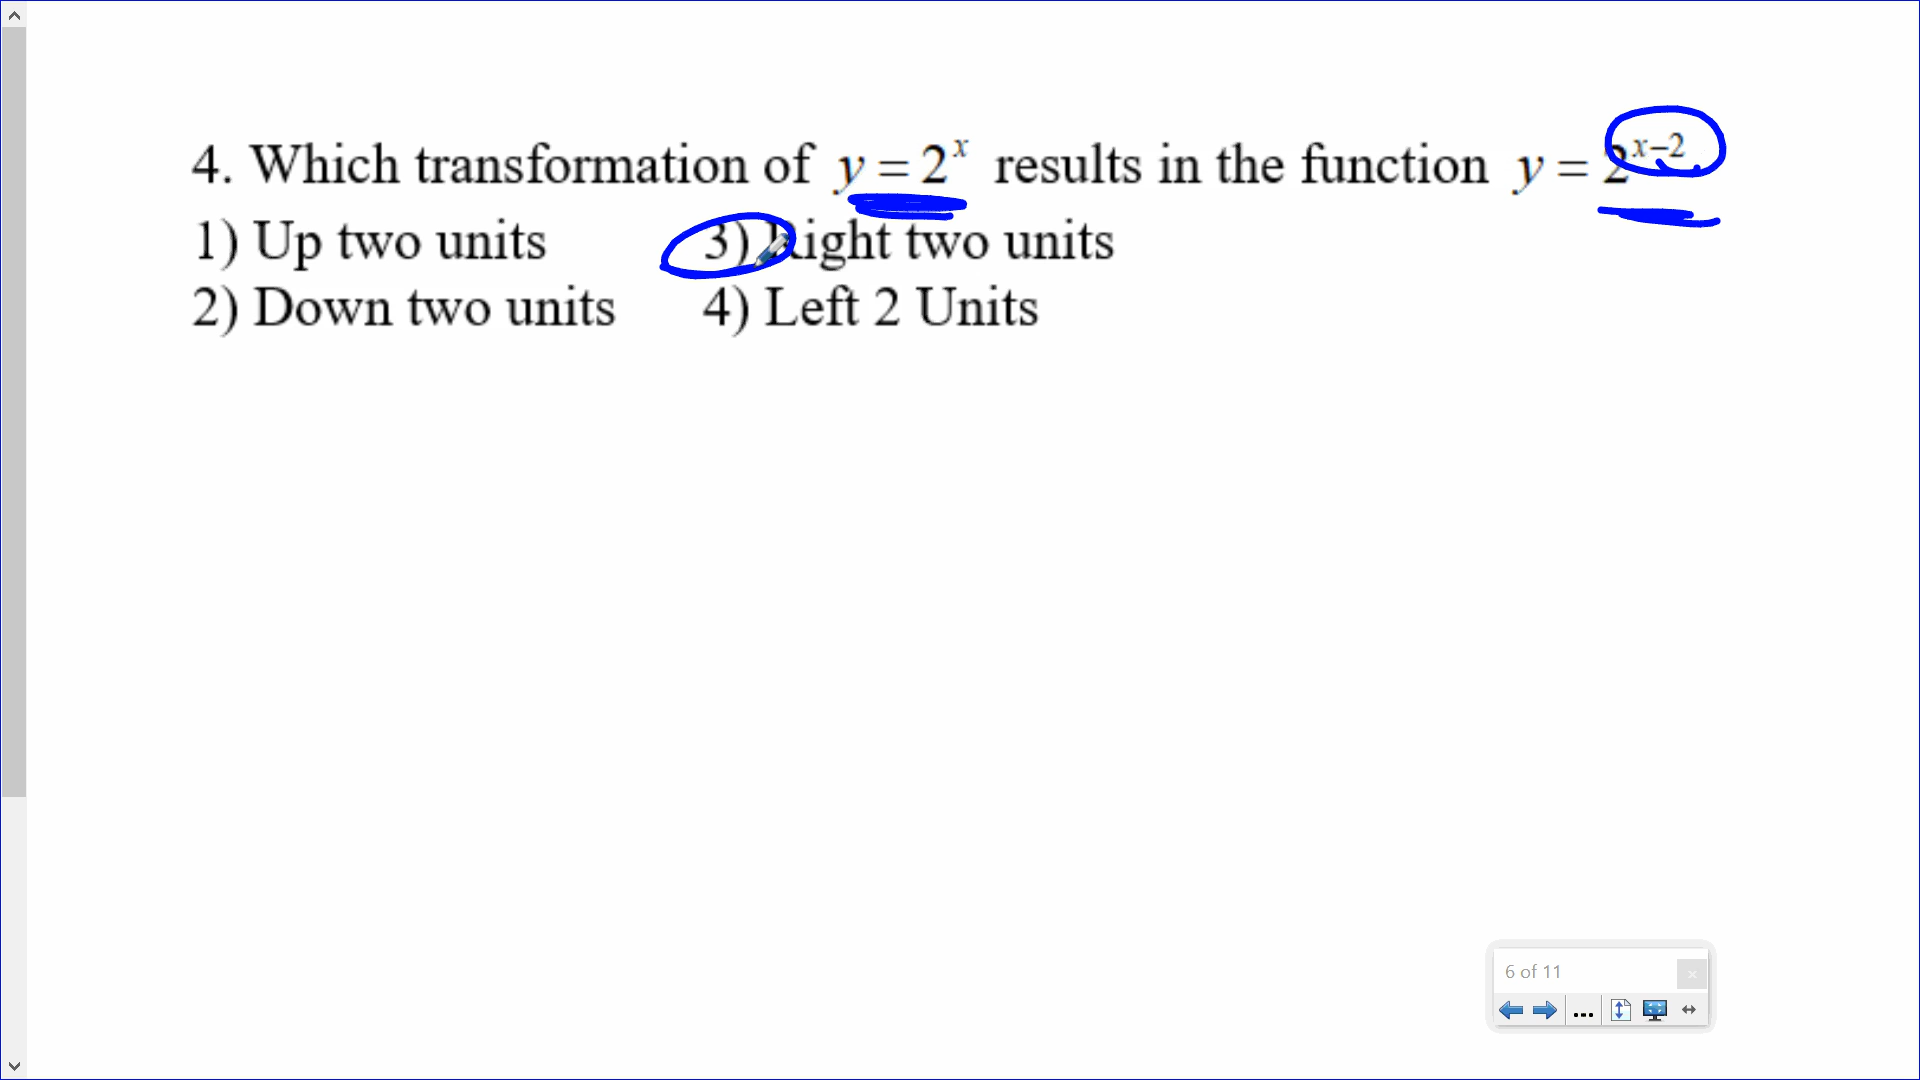 4. Which transformation of y = 2^x results in the function y = 2^{x-2}
1) Up two units 3) Right two units
2) Down two units 4) Left 2 Units
6 of 11